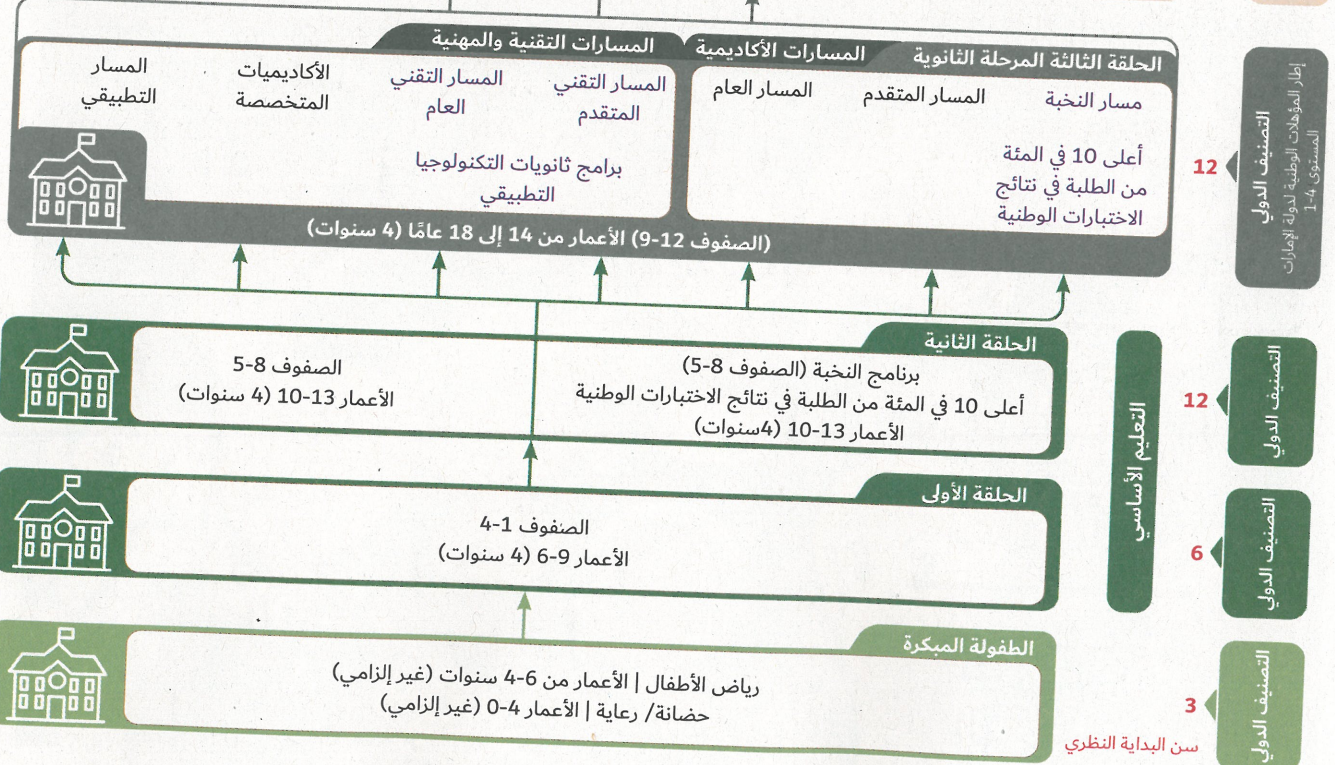 الحلقة الثالثة المرحلة الثانوية
المسارات الأكاديمية
المسارات التقنية والمهنية
مسار النخبة
المسار المتقدم
المسار العام
أعلى 10 في المئة
من الطلبة في نتائج
الاختبارات الوطنية
المسار التقني
المتقدم
المسار التقني
العام
الأكاديميات
المتخصصة
المسار
التطبيقي
برامج ثانويات التكنولوجيا
التطبيقي
(الصفوف 12-9) الأعمار من 14 إلى 18 عامًا (4 سنوات)
إطار المؤهلات الوطنية لدولة الإمارات
المستوى 4-1
التصنيف الدولي
12
الحلقة الثانية
برنامج النخبة (الصفوف 8-5)
أعلى 10 في المئة من الطلبة في نتائج الاختبارات الوطنية
الأعمار 13-10 (4سنوات)
الصفوف 8-5
الأعمار 13-10 (4 سنوات)
التصنيف الدولي
12
التعليم الأساسي
الحلقة الأولى
الصفوف 1-4
الأعمار 9-6 (4 سنوات)
التصنيف الدولي
6
الطفولة المبكرة
رياض الأطفال | الأعمار من 6-4 سنوات (غير إلزامي)
حضانة/ رعاية | الأعمار 4-0 (غير إلزامي)
التصنيف الدولي
3
سن البداية النظري